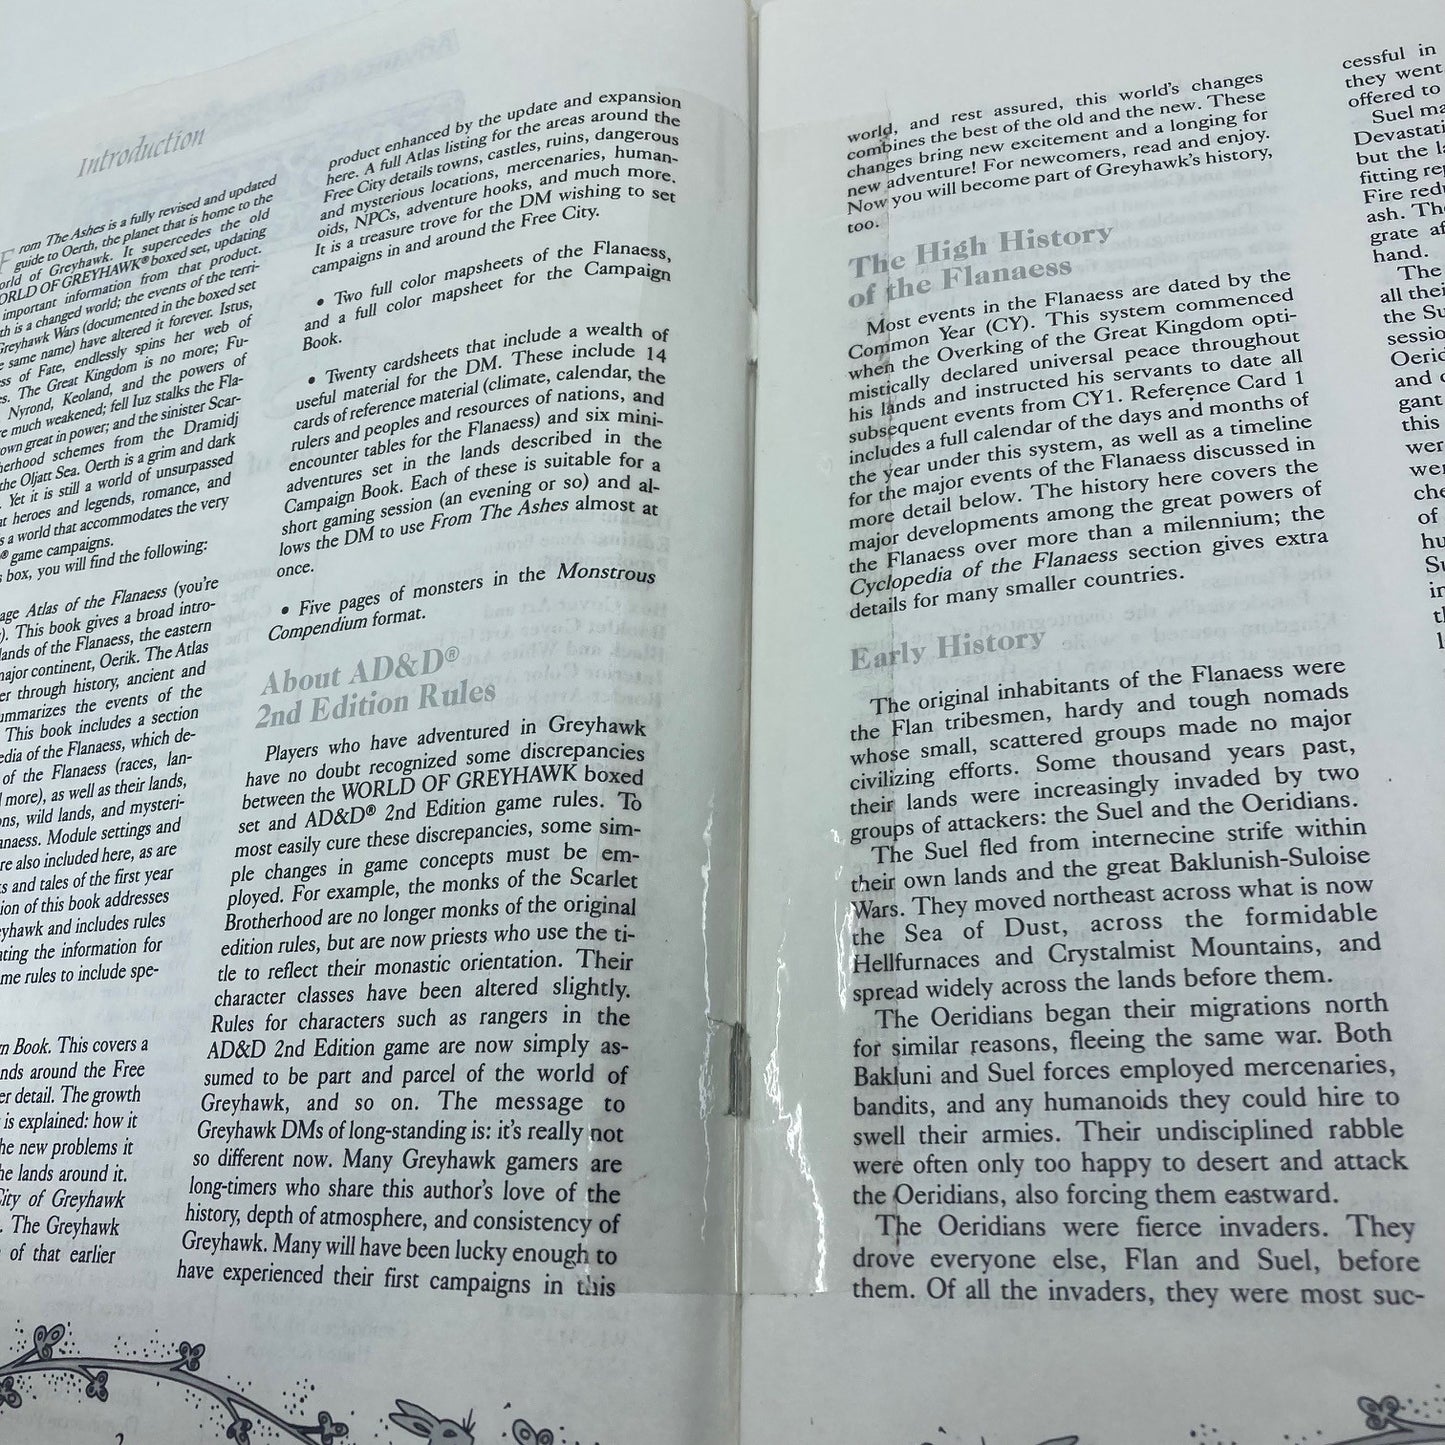 Introduction
From The Ashes is a fully revised and updated
guide to Oerth, the planet that is home to the
World of Greyhawk. It supercedes the old
WORLD OF GREYHAWK® boxed set, updating
important information from that product.
th is a changed world; the events of the terri-
Greyhawk Wars (documented in the boxed set
e same name) have altered it forever. Istus,
ess of Fate, endlessly spins her web of
es. The Great Kingdom is no more; Fu-
Nyrond, Keoland, and the powers of
re much weakened; fell Iuz stalks the Fla-
own great in power; and the sinister Scar-
herhood schemes from the Dramidj
the Oljatt Sea. Oerth is a grim and dark
. Yet it is still a world of unsurpassed
at heroes and legends, romance, and
s a world that accommodates the very
® game campaigns.
s box, you will find the following:
age Atlas of the Flanaess (you're
). This book gives a broad intro-
lands of the Flanaess, the eastern
major continent, Oerik. The Atlas
er through history, ancient and
ummarizes the events of the
This book includes a section
edia of the Flanaess, which de-
of the Flanaess (races, lan-
l more), as well as their lands,
ons, wild lands, and mysteri-
anaess. Module settings and
re also included here, as are
ts and tales of the first year
ion of this book addresses
eyhawk and includes rules
ating the information for
me rules to include spe-
n Book. This covers a
nds around the Free
er detail. The growth
is explained: how it
he new problems it
he lands around it.
City of Greyhawk
. The Greyhawk
of that earlier
2
product enhanced by the update and expansion
here. A full Atlas listing for the areas around the
Free City details towns, castles, ruins, dangerous
and mysterious locations, mercenaries, human-
oids, NPCs, adventure hooks, and much more.
It is a treasure trove for the DM wishing to set
campaigns in and around the Free City.
• Two full color mapsheets of the Flanaess,
and a full color mapsheet for the Campaign
Book.
• Twenty cardsheets that include a wealth of
useful material for the DM. These include 14
cards of reference material (climate, calendar, the
rulers and peoples and resources of nations, and
encounter tables for the Flanaess) and six mini-
adventures set in the lands described in the
Campaign Book. Each of these is suitable for a
short gaming session (an evening or so) and al-
lows the DM to use From The Ashes almost at
once.
• Five pages of monsters in the Monstrous
Compendium format.
About AD&D®
2nd Edition Rules
Players who have adventured in Greyhawk
have no doubt recognized some discrepancies
between the WORLD OF GREYHAWK boxed
set and AD&D® 2nd Edition game rules. To
most easily cure these discrepancies, some sim-
ple changes in game concepts must be em-
ployed. For example, the monks of the Scarlet
Brotherhood are no longer monks of the original
edition rules, but are now priests who use the ti-
tle to reflect their monastic orientation. Their
character classes have been altered slightly.
Rules for characters such as rangers in the
AD&D 2nd Edition game are now simply as-
sumed to be part and parcel of the world of
Greyhawk, and so on. The message to
Greyhawk DMs of long-standing is: it's really not
so different now. Many Greyhawk gamers are
long-timers who share this author's love of the
history, depth of atmosphere, and consistency of
Greyhawk. Many will have been lucky enough to
have experienced their first campaigns in this
world, and rest assured, this world's changes
combines the best of the old and the new. These
changes bring new excitement and a longing for
new adventure! For newcomers, read and enjoy.
Now you will become part of Greyhawk's history,
too.
The High History
of the Flanaess
Most events in the Flanaess are dated by the
Common Year (CY). This system commenced
when the Overking of the Great Kingdom opti-
mistically declared universal peace throughout
his lands and instructed his servants to date all
subsequent events from CY1. Reference Card 1
includes a full calendar of the days and months of
the year under this system, as well as a timeline
for the major events of the Flanaess discussed in
more detail below. The history here covers the
major developments among the great powers of
the Flanaess over more than a milennium; the
Cyclopedia of the Flanaess section gives extra
details for many smaller countries.
Early History
The original inhabitants of the Flanaess were
the Flan tribesmen, hardy and tough nomads
whose small, scattered groups made no major
civilizing efforts. Some thousand years past,
their lands were increasingly invaded by two
groups of attackers: the Suel and the Oeridians.
The Suel fled from internecine strife within
their own lands and the great Baklunish-Suloise
Wars. They moved northeast across what is now
the Sea of Dust, across the formidable
Hellfurnaces and Crystalmist Mountains, and
spread widely across the lands before them.
The Oeridians began their migrations north
for similar reasons, fleeing the same war. Both
Bakluni and Suel forces employed mercenaries,
bandits, and any humanoids they could hire to
swell their armies. Their undisciplined rabble
were often only too happy to desert and attack
the Oeridians, also forcing them eastward.
The Oeridians were fierce invaders. They
drove everyone else, Flan and Suel, before
them. Of all the invaders, they were most suc-
cessful in
they went
offered to
Suel ma
Devastati
but the la
fitting rep
Fire redu
ash. The
grate af
hand.
The
all thei
the Su
sessio
Oerid
and c
gant
this
were
were
che
of
hu
Su
in
th
l